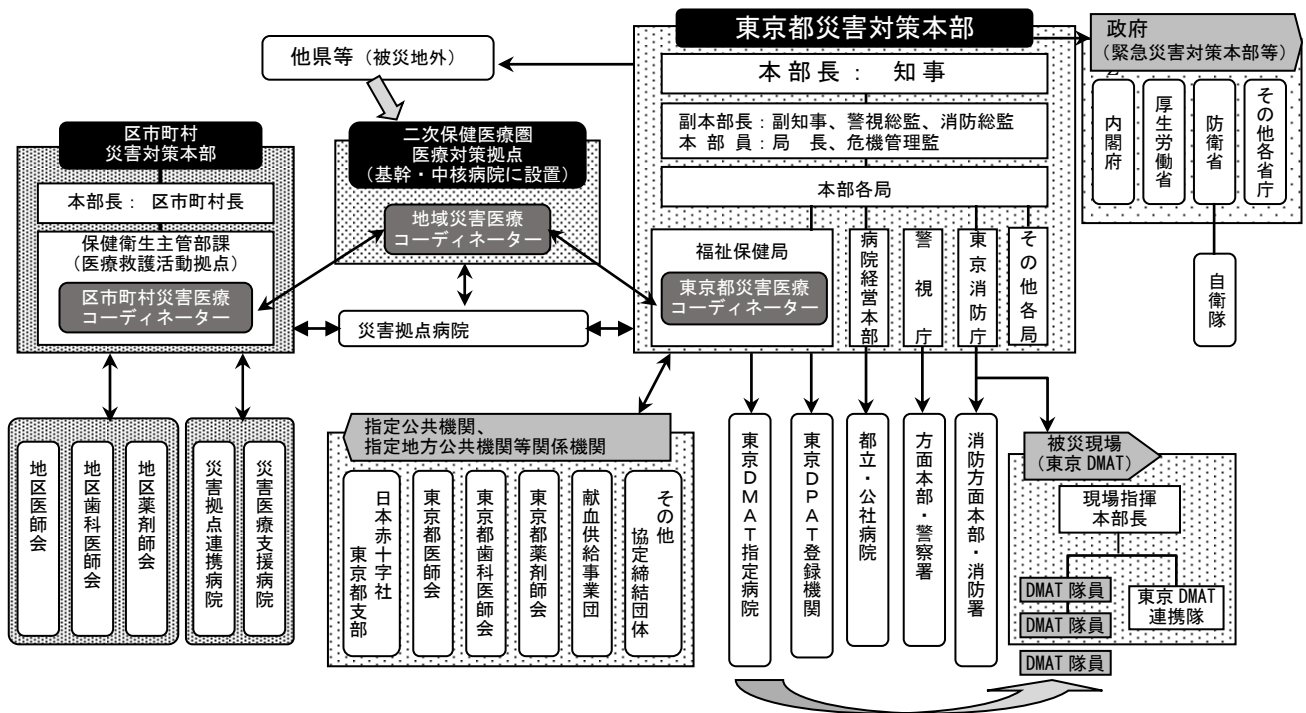 東京都災害対策本部
本部長： 知事
副本部長：副知事、警視総監、消防総監
本 部 員：局 長、危機管理監
本部各局
福祉保健局
東京都災害医療
コーディネーター
病院経営本部
警視庁
東京消防庁
その他各局
政府
（緊急災害対策本部等）
内閣府
厚生労働省
防衛省
その他各省庁
自衛隊
他県等（被災地外）
二次保健医療圏
医療対策拠点
（基幹・中核病院に設置）
地域災害医療
コーディネーター
災害拠点病院
区市町村
災害対策本部
本部長： 区市町村長
保健衛生主管部課
（医療救護活動拠点）
区市町村災害医療
コーディネーター
地区医師会
地区歯科医師会
地区薬剤師会
災害拠点連携病院
災害医療支援病院
指定公共機関、
指定地方公共機関等関係機関
日本赤十字社
東京都支部
東京都医師会
東京都歯科医師会
東京都薬剤師会
献血供給事業団
その他
協定締結団体
東京ＤＭＡＴ指定病院
東京ＤＰＡＴ登録機関
都立・公社病院
方面本部・警察署
消防方面本部・消防署
被災現場
（東京 DMAT）
現場指揮
本部長
DMAT 隊員
DMAT 隊員
DMAT 隊員
東京 DMAT
連携隊